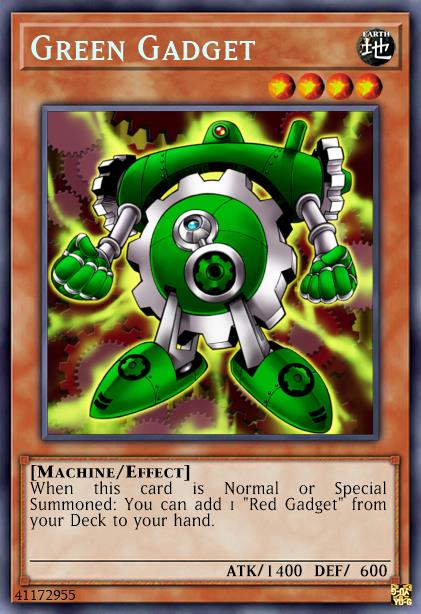 GREEN GADGET
EARTH
地
[MACHINE/EFFECT]
When this card is Normal or Special
Summoned: You can add 1 "Red Gadget" from
your Deck to your hand.
ATK/1400 DEF/ 600
41172955